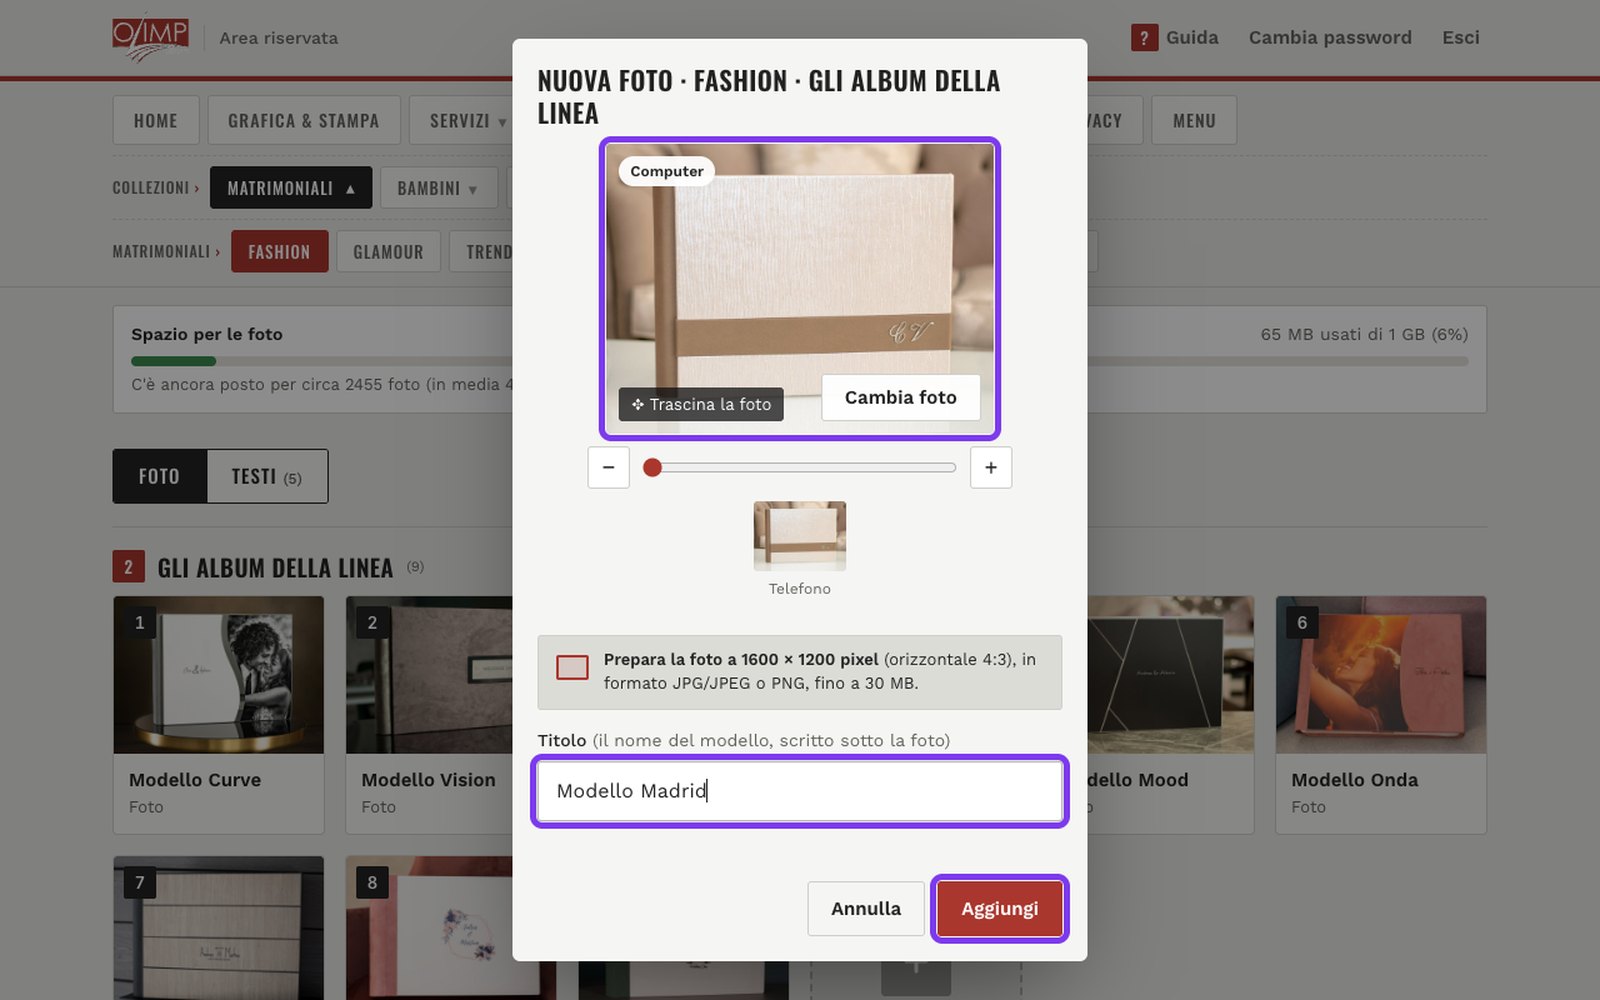 OLIMP
Area riservata
? Guida
Cambia password
Esci
HOME
GRAFICA & STAMPA
SERVIZI ▾
MENU
COLLEZIONI ›
MATRIMONIALI ▲
BAMBINI ▾
MATRIMONIALI ›
FASHION
GLAMOUR
Spazio per le foto
65 MB usati di 1 GB (6%)
C'è ancora posto per circa 2455 foto (in media 4
FOTO
TESTI (5)
2 GLI ALBUM DELLA LINEA (9)
1
2
6
Modello Curve
Foto
Modello Vision
Foto
Mood
Modello Onda
Foto
7
8
NUOVA FOTO · FASHION · GLI ALBUM DELLA
LINEA
Computer
CV
✣ Trascina la foto
Cambia foto
−
+
Telefono
Prepara la foto a 1600 × 1200 pixel (orizzontale 4:3), in
formato JPG/JPEG o PNG, fino a 30 MB.
Titolo (il nome del modello, scritto sotto la foto)
Modello Madrid
Annulla
Aggiungi